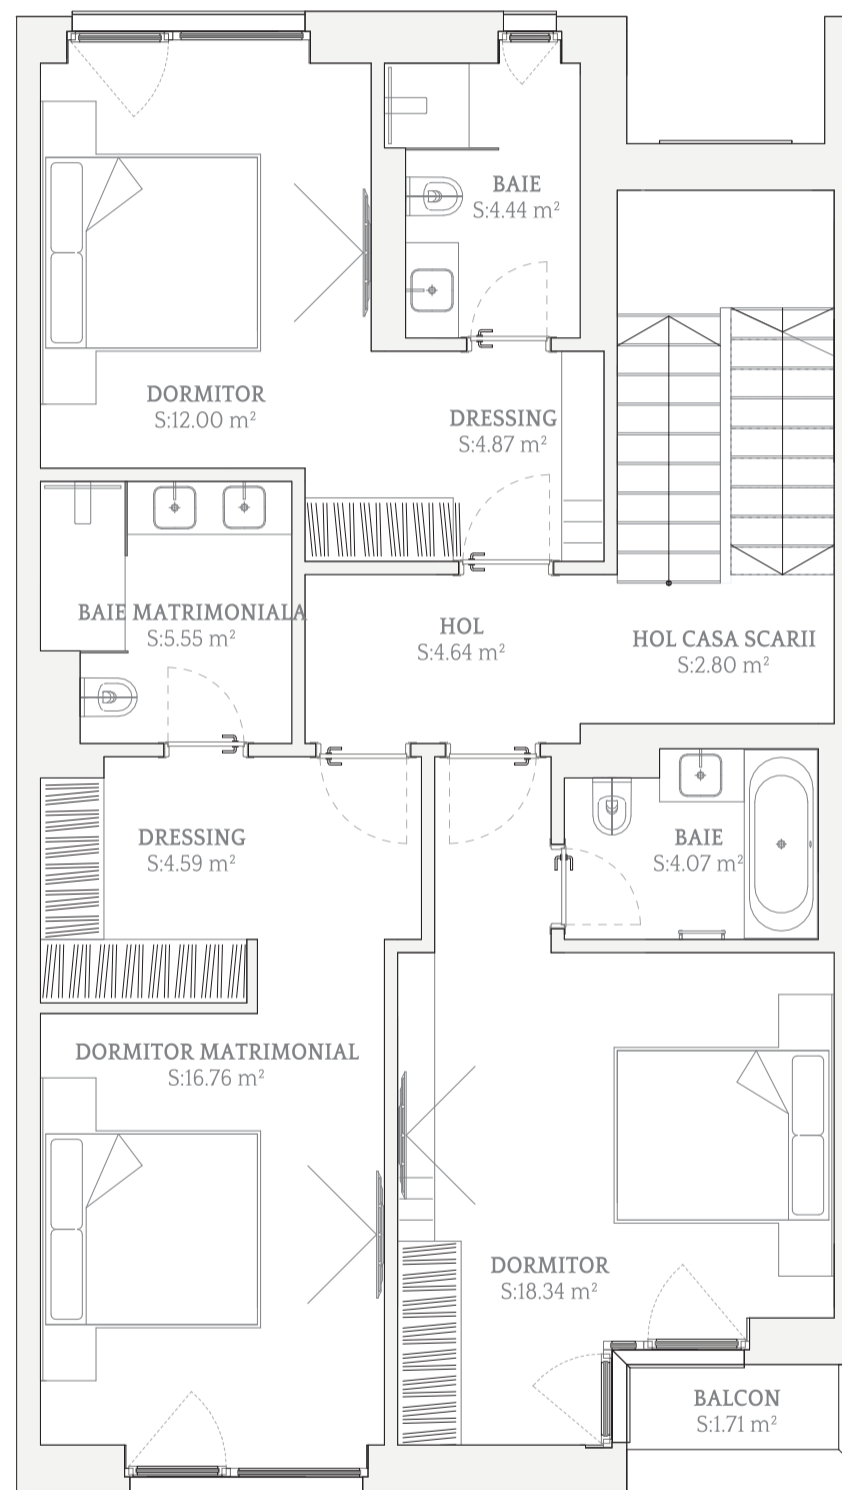 BAIE
S:4.44 m²
DORMITOR
S:12.00 m²
DRESSING
S:4.87 m²
BAIE MATRIMONIALA
S:5.55 m²
HOL
S:4.64 m²
HOL CASA SCARII
S:2.80 m²
DRESSING
S:4.59 m²
BAIE
S:4.07 m²
DORMITOR MATRIMONIAL
S:16.76 m²
DORMITOR
S:18.34 m²
BALCON
S:1.71 m²